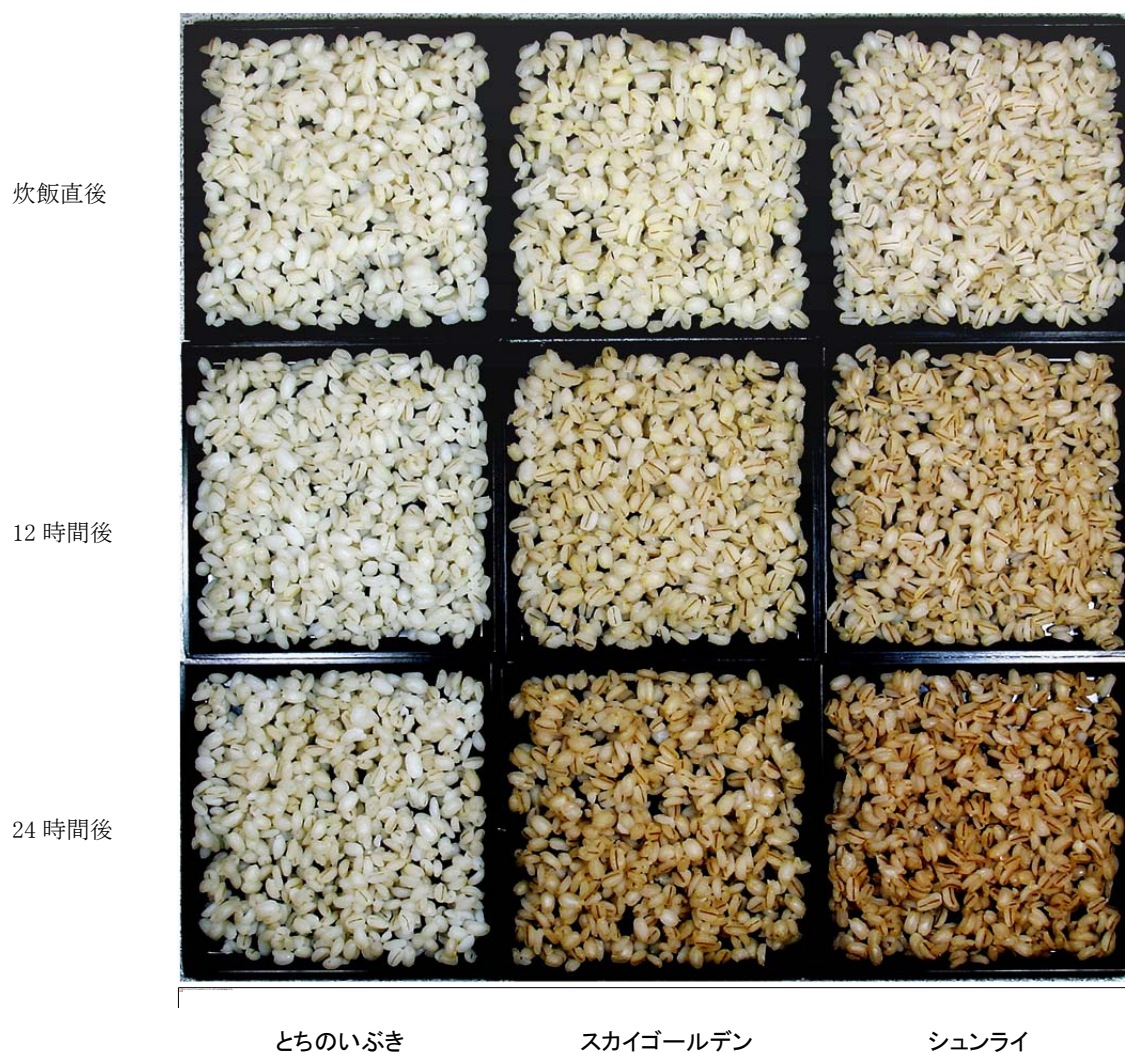 炊飯直後
12 時間後
24 時間後
とちのいぶき
スカイゴールデン
シュンライ